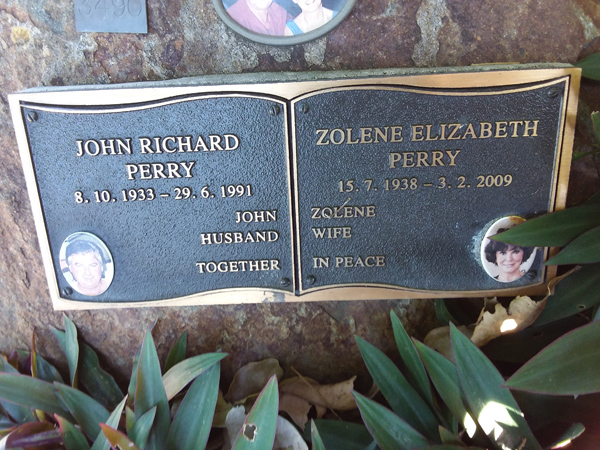 3490
JOHN RICHARD
PERRY
8. 10. 1933 – 29. 6. 1991
JOHN
HUSBAND
TOGETHER
ZOLENE ELIZABETH
PERRY
15. 7. 1938 – 3. 2. 2009
ZOLENE
WIFE
IN PEACE